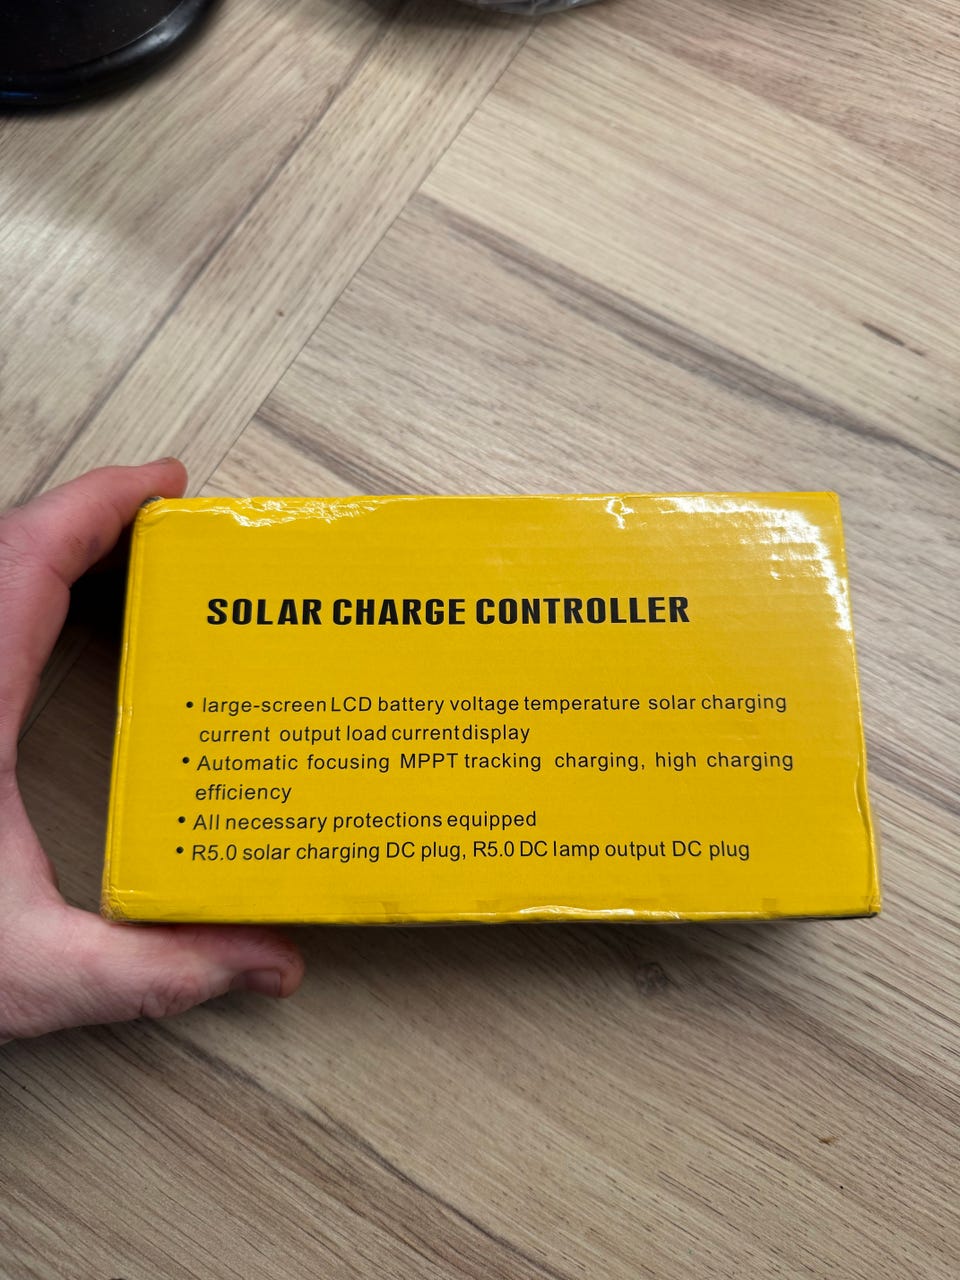 SOLAR CHARGE CONTROLLER
• large-screen LCD battery voltage temperature solar charging
current output load current display
• Automatic focusing MPPT tracking charging, high charging
efficiency
• All necessary protections equipped
• R5.0 solar charging DC plug, R5.0 DC lamp output DC plug